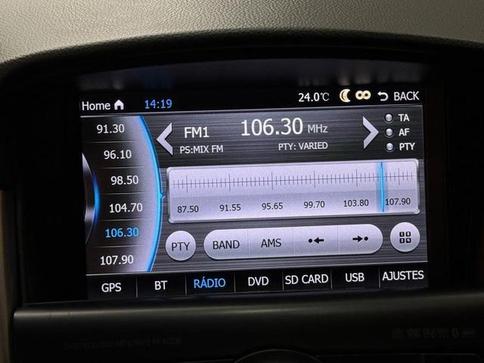 Home 14:19 24.0°C BACK
FM1 106.30 MHz
PS:MIX FM PTY: VARIED
TA
AF
PTY
91.30
96.10
98.50
104.70
106.30
107.90
87.50 91.55 95.65 99.70 103.80 107.90
PTY BAND AMS
GPS BT RÁDIO DVD SD CARD USB AJUSTES